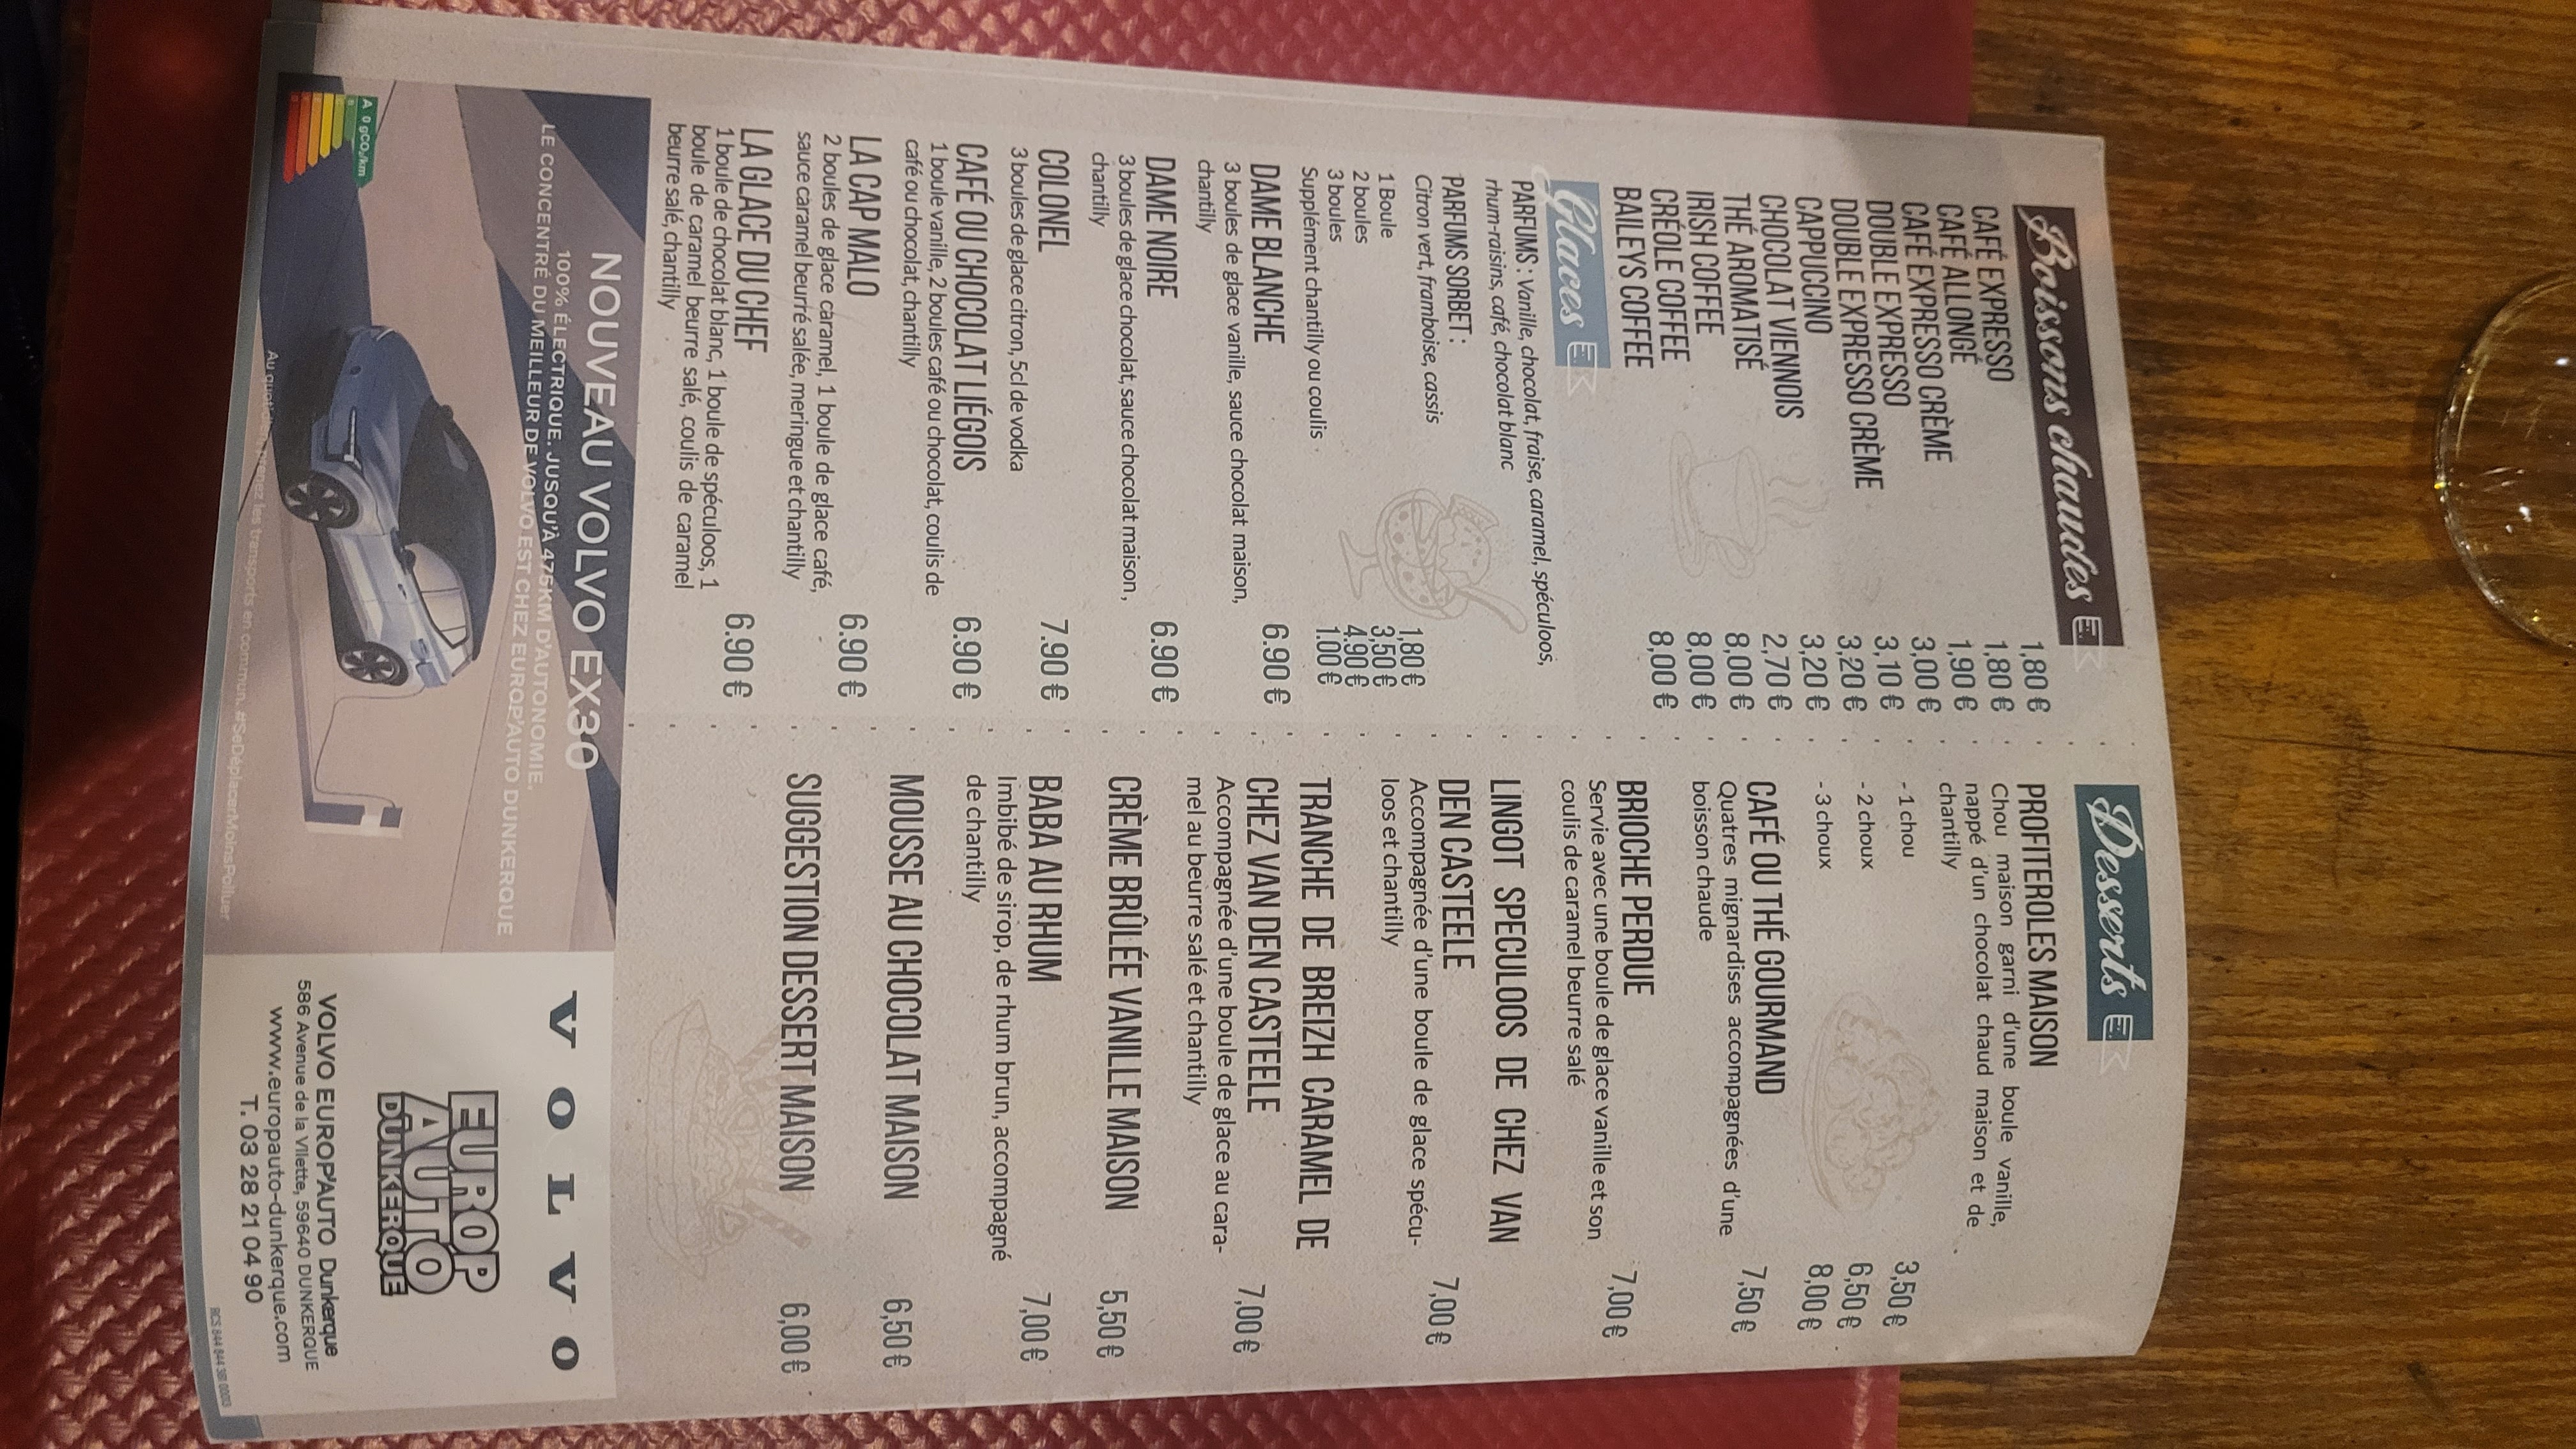 Boissons chaudes
CAFÉ EXPRESSO 1,80 €
CAFÉ ALLONGÉ 1,80 €
CAFÉ EXPRESSO CRÈME 1,90 €
DOUBLE EXPRESSO 3,00 €
DOUBLE EXPRESSO CRÈME 3,10 €
CAPPUCCINO 3,20 €
CHOCOLAT VIENNOIS 3,20 €
THÉ AROMATISÉ 2,70 €
IRISH COFFEE 8,00 €
CRÉOLE COFFEE 8,00 €
BAILEYS COFFEE 8,00 €
Glaces
PARFUMS : Vanille, chocolat, fraise, caramel, spéculoos,
rhum-raisins, café, chocolat blanc
PARFUMS SORBET :
Citron vert, framboise, cassis
1 Boule 1,80 €
2 boules 3,50 €
3 boules 4.90 €
Supplément chantilly ou coulis 1.00 €
DAME BLANCHE 6.90 €
3 boules de glace vanille, sauce chocolat maison,
chantilly
DAME NOIRE 6.90 €
3 boules de glace chocolat, sauce chocolat maison,
chantilly
COLONEL 7.90 €
3 boules de glace citron, 5cl de vodka
CAFÉ OU CHOCOLAT LIÉGOIS 6.90 €
1 boule vanille, 2 boules café ou chocolat, coulis de
café ou chocolat, chantilly
LA CAP MALO 6.90 €
2 boules de glace caramel, 1 boule de glace café,
sauce caramel beurré salée, meringue et chantilly
LA GLACE DU CHEF 6.90 €
1 boule de chocolat blanc, 1 boule de spéculoos, 1
boule de caramel beurre salé, coulis de caramel
beurre salé, chantilly
Desserts
PROFITEROLES MAISON
Chou maison garni d'une boule vanille,
nappé d'un chocolat chaud maison et de
chantilly
- 1 chou 3,50 €
- 2 choux 6,50 €
- 3 choux 8,00 €
CAFÉ OU THÉ GOURMAND 7,50 €
Quatres mignardises accompagnées d'une
boisson chaude
BRIOCHE PERDUE 7,00 €
Servie avec une boule de glace vanille et son
coulis de caramel beurre salé
LINGOT SPECULOOS DE CHEZ VAN
DEN CASTEELE 7,00 €
Accompagnée d'une boule de glace spécu-
loos et chantilly
TRANCHE DE BREIZH CARAMEL DE
CHEZ VAN DEN CASTEELE 7,00 €
Accompagnée d'une boule de glace au cara-
mel au beurre salé et chantilly
CRÈME BRÛLÉE VANILLE MAISON 5,50 €
BABA AU RHUM 7,00 €
Imbibé de sirop, de rhum brun, accompagné
de chantilly
MOUSSE AU CHOCOLAT MAISON 6,50 €
SUGGESTION DESSERT MAISON 6,00 €
NOUVEAU VOLVO EX30
100% ÉLECTRIQUE. JUSQU'À 475 KM D'AUTONOMIE.
LE CONCENTRÉ DU MEILLEUR DE VOLVO EST CHEZ EUROP'AUTO DUNKERQUE
A 0 gCO₂/km
Au les transports en commun. #SeDéplacerMoinsPolluer
VOLVO
EUROP
AUTO
DUNKERQUE
VOLVO EUROP'AUTO Dunkerque
586 Avenue de la Villette, 59640 DUNKERQUE
www.europauto-dunkerque.com
T. 03 28 21 04 90